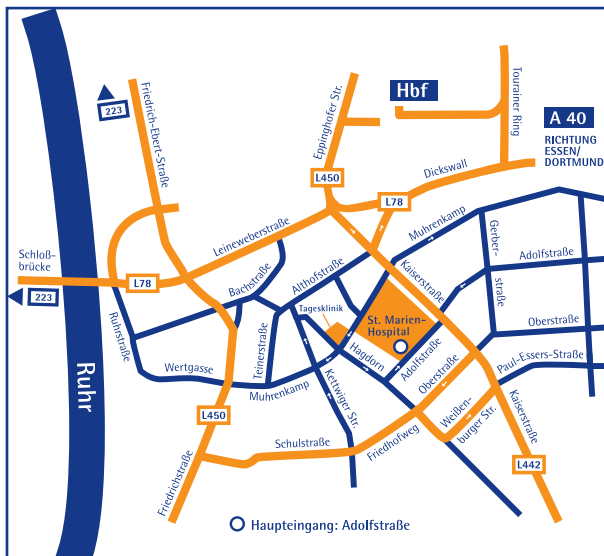 223
Friedrich-Ebert-Straße
Eppinghofer Str.
Hbf
Tourainer Ring
A 40
RICHTUNG
ESSEN/
DORTMUND
Dickswall
L450
L78
Muhrenkamp
Gerber-
straße
Adolfstraße
Leineweberstraße
Schloß-
brücke
223
L78
Bachstraße
Althofstraße
Kaiserstraße
Tagesklinik
St. Marien-
Hospital
Ruhrstraße
Oberstraße
Teinerstraße
Hagdorn
Adolfstraße
Paul-Essers-Straße
Wertgasse
Muhrenkamp
Kettwiger Str.
Oberstraße
Weißen-
burger Str.
Kaiserstraße
Ruhr
L450
Friedhofweg
Schulstraße
L442
Friedrichstraße
Haupteingang: Adolfstraße